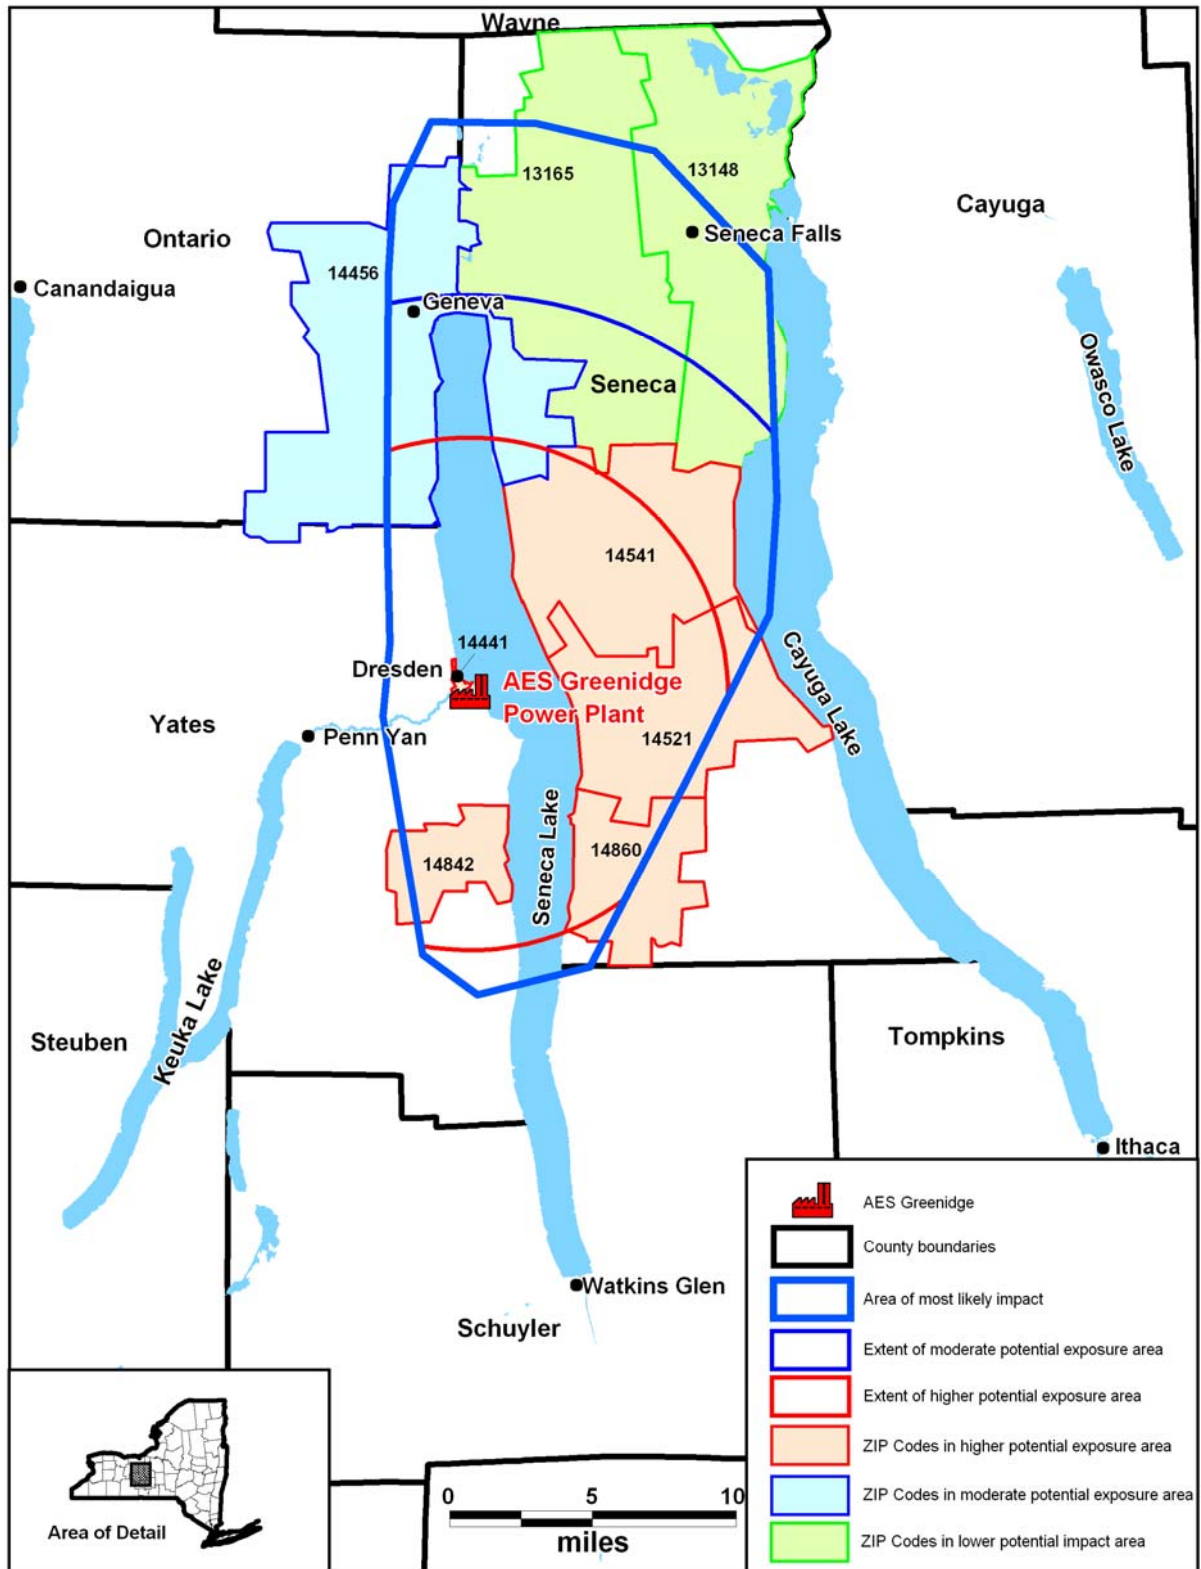 Wayne
13165
13148
Cayuga
Ontario
Seneca Falls
14456
Canandaigua
Geneva
Owasco Lake
Seneca
14541
14441
Dresden
AES Greenidge
Power Plant
Cayuga Lake
Yates
Penn Yan
14521
Seneca Lake
14860
14842
Keuka Lake
Steuben
Tompkins
Ithaca
Watkins Glen
Schuyler
AES Greenidge
County boundaries
Area of most likely impact
Extent of moderate potential exposure area
Extent of higher potential exposure area
ZIP Codes in higher potential exposure area
ZIP Codes in moderate potential exposure area
ZIP Codes in lower potential impact area
Area of Detail
0 5 10
miles